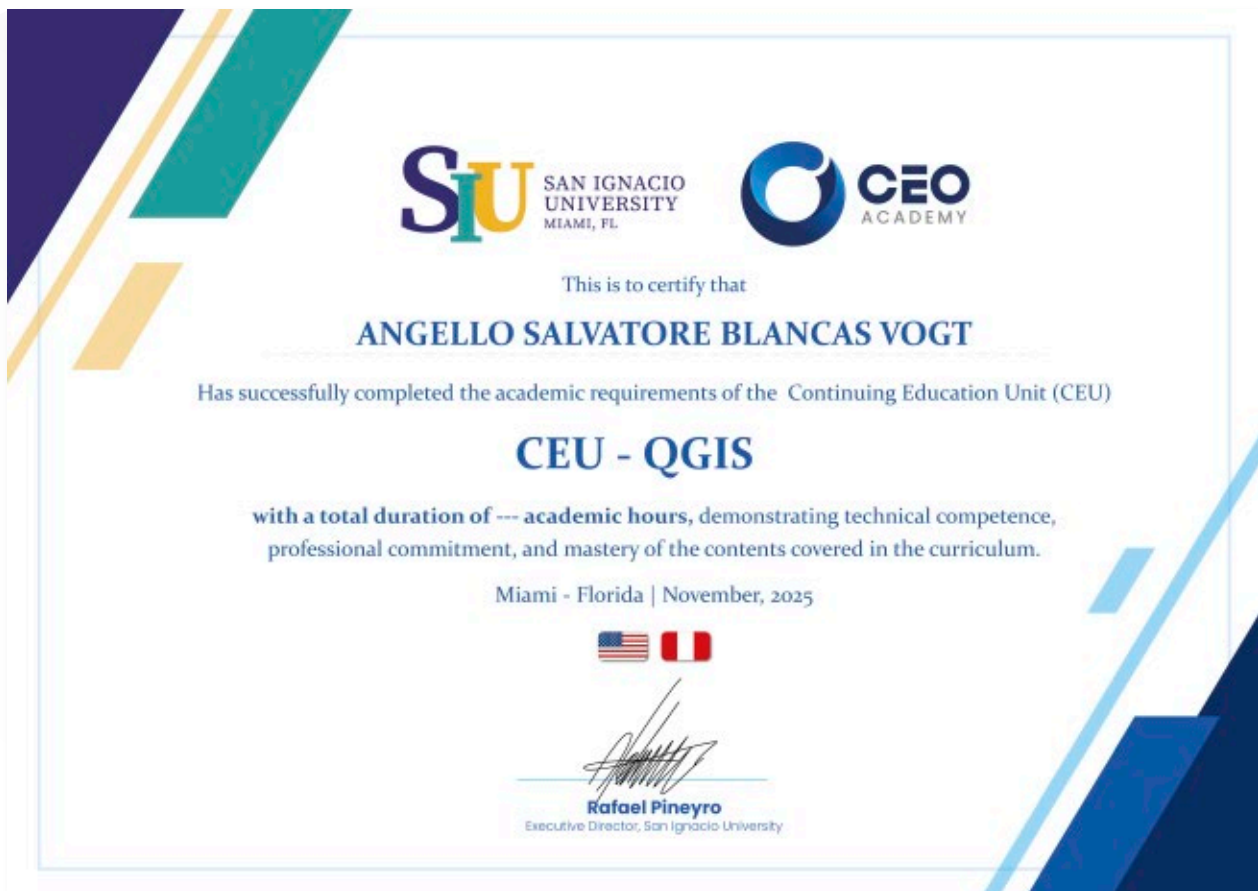 SIU
SAN IGNACIO
UNIVERSITY
MIAMI, FL
CEO
ACADEMY
This is to certify that
ANGELLO SALVATORE BLANCAS VOGT
Has successfully completed the academic requirements of the Continuing Education Unit (CEU)
CEU - QGIS
with a total duration of --- academic hours, demonstrating technical competence,
professional commitment, and mastery of the contents covered in the curriculum.
Miami - Florida | November, 2025
Rafael Pineyro
Executive Director, San Ignacio University